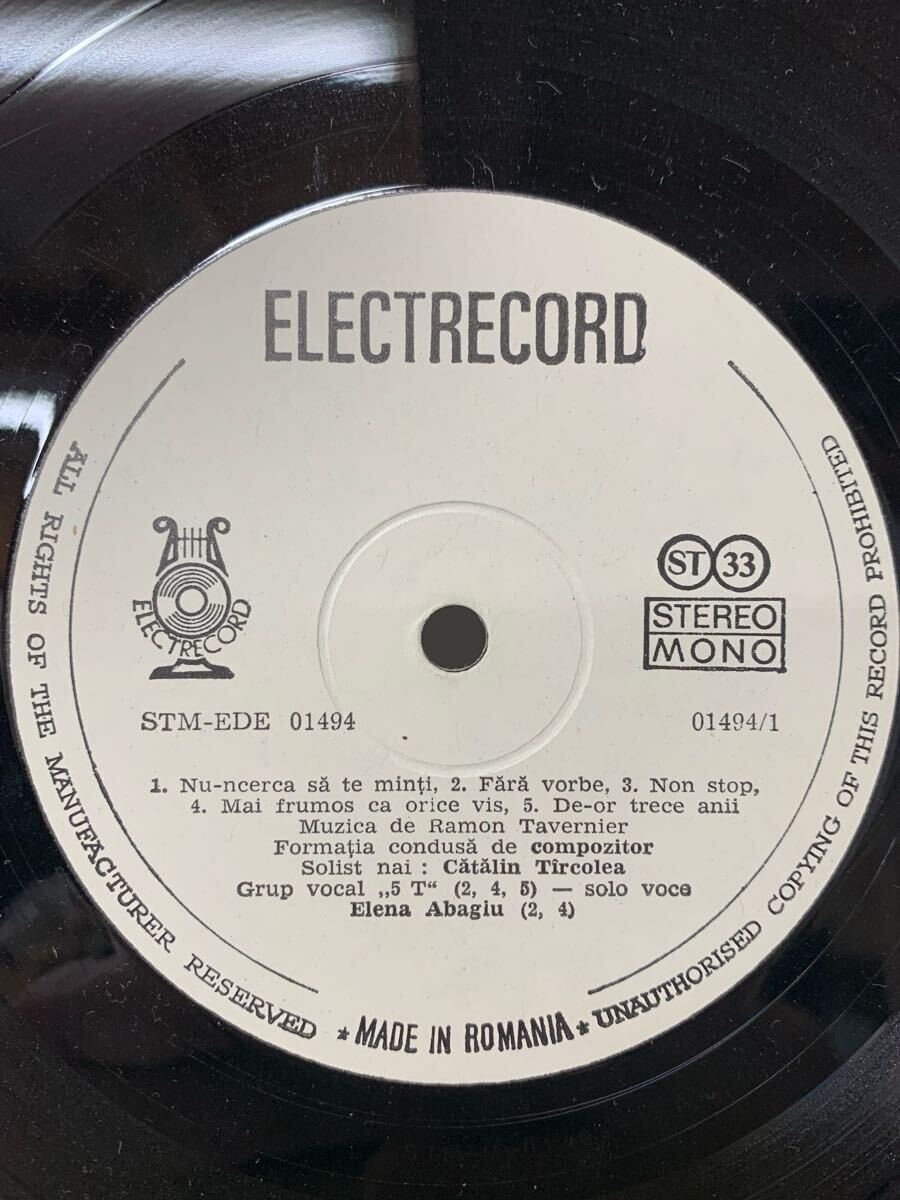 ELECTRECORD
ELECTRECORD
ST 33
STEREO
MONO
STM-EDE 01494
01494/1
1. Nu-ncerca să te minți, 2. Fără vorbe, 3. Non stop,
4. Mai frumos ca orice vis, 5. De-or trece anii
Muzica de Ramon Tavernier
Formația condusă de compozitor
Solist nai : Cătălin Tîrcolea
Grup vocal „5 T“ (2, 4, 5) — solo voce
Elena Abagiu (2, 4)
ALL RIGHTS OF THE MANUFACTURER RESERVED * MADE IN ROMANIA * UNAUTHORISED COPYING OF THIS RECORD PROHIBITED